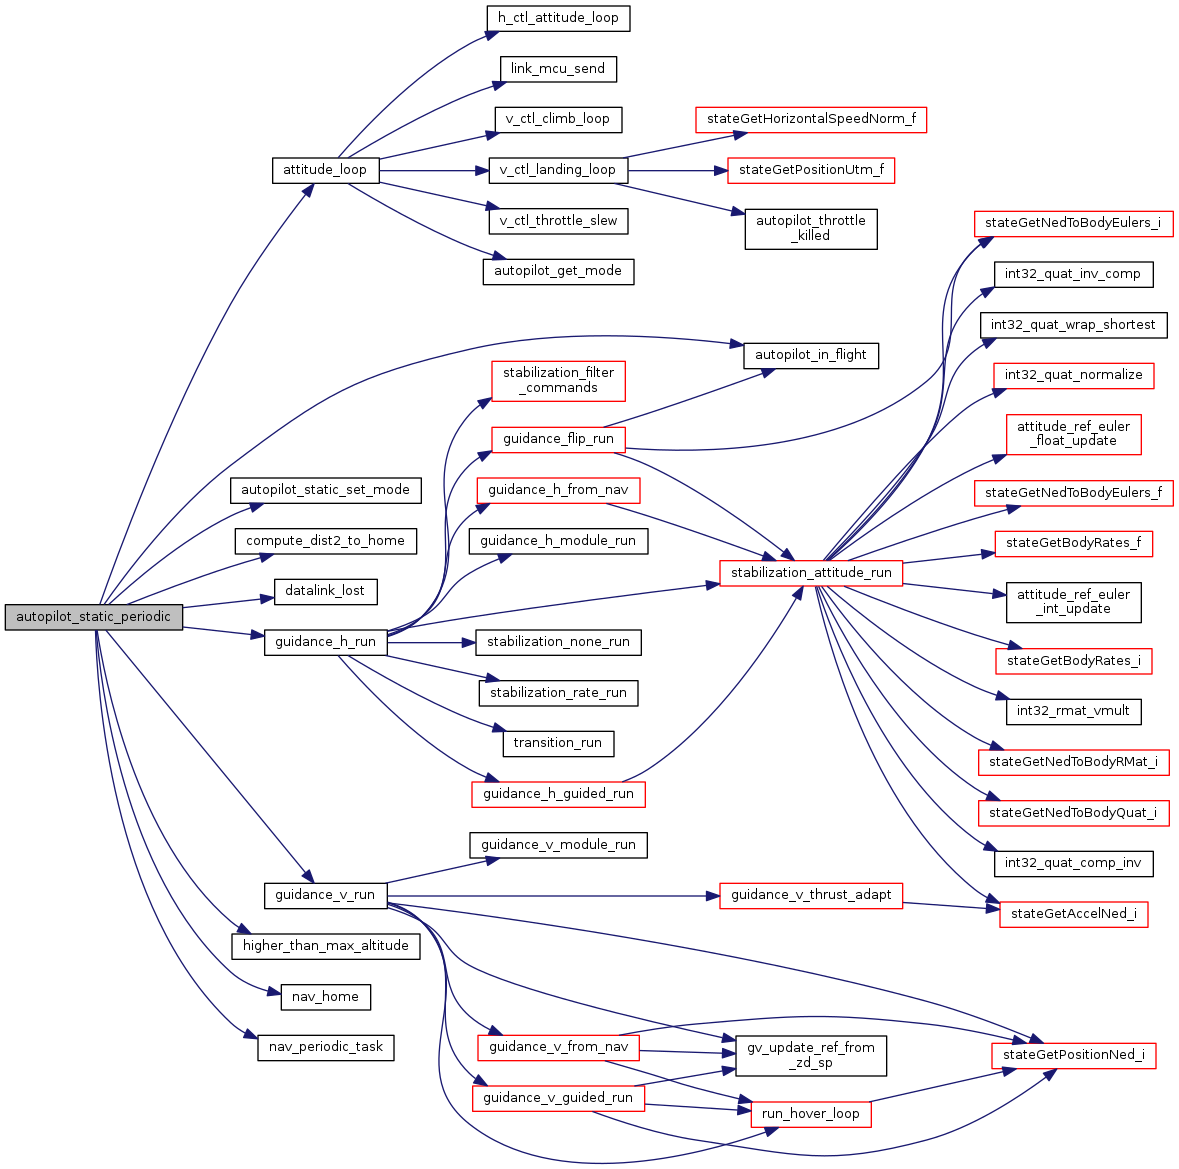 h_ctl_attitude_loop
link_mcu_send
v_ctl_climb_loop
stateGetHorizontalSpeedNorm_f
attitude_loop
v_ctl_landing_loop
stateGetPositionUtm_f
v_ctl_throttle_slew
autopilot_throttle
_killed
autopilot_get_mode
stateGetNedToBodyEulers_i
int32_quat_inv_comp
int32_quat_wrap_shortest
autopilot_in_flight
stabilization_filter
_commands
int32_quat_normalize
guidance_flip_run
attitude_ref_euler
_float_update
autopilot_static_set_mode
guidance_h_from_nav
stateGetNedToBodyEulers_f
compute_dist2_to_home
guidance_h_module_run
stateGetBodyRates_f
stabilization_attitude_run
datalink_lost
attitude_ref_euler
_int_update
autopilot_static_periodic
guidance_h_run
stabilization_none_run
stateGetBodyRates_i
stabilization_rate_run
int32_rmat_vmult
transition_run
stateGetNedToBodyRMat_i
guidance_h_guided_run
stateGetNedToBodyQuat_i
guidance_v_module_run
int32_quat_comp_inv
guidance_v_run
guidance_v_thrust_adapt
stateGetAccelNed_i
higher_than_max_altitude
nav_home
nav_periodic_task
guidance_v_from_nav
gv_update_ref_from
_zd_sp
stateGetPositionNed_i
guidance_v_guided_run
run_hover_loop